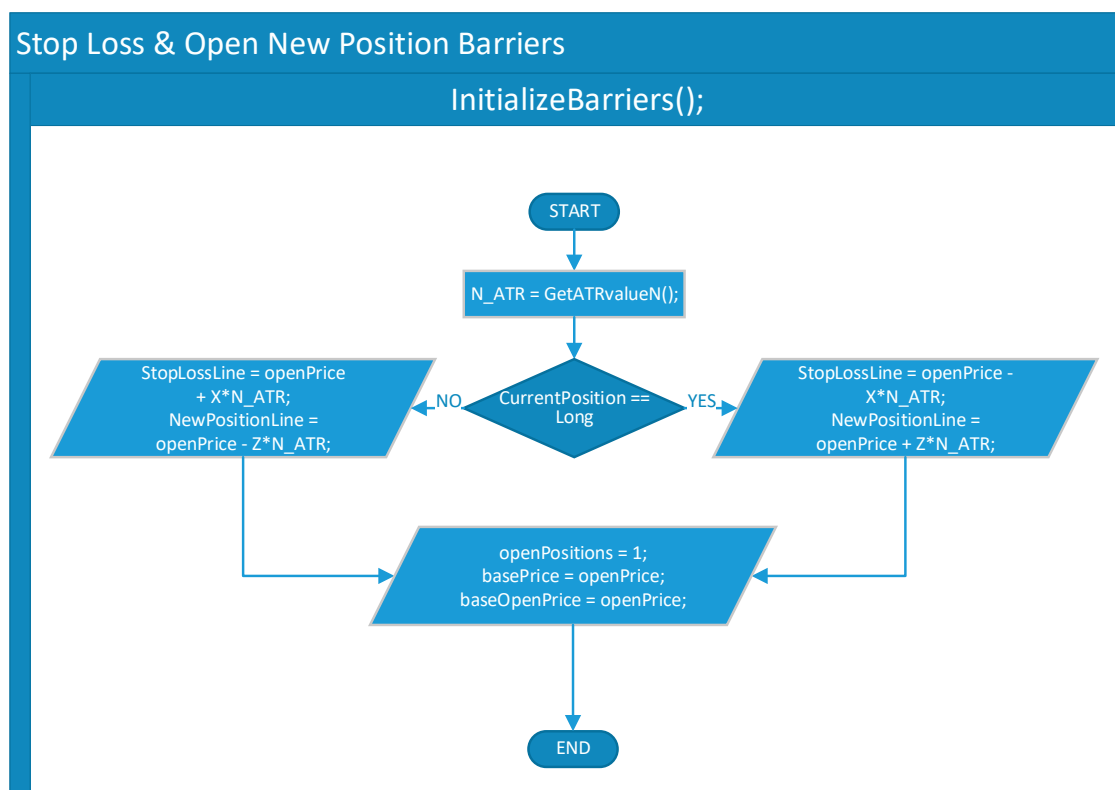 Stop Loss & Open New Position Barriers
InitializeBarriers();
START
N_ATR = GetATRvalueN();
StopLossLine = openPrice
+ X*N_ATR;
NewPositionLine =
openPrice - Z*N_ATR;
NO
CurrentPosition ==
Long
YES
StopLossLine = openPrice -
X*N_ATR;
NewPositionLine =
openPrice + Z*N_ATR;
openPositions = 1;
basePrice = openPrice;
baseOpenPrice = openPrice;
END